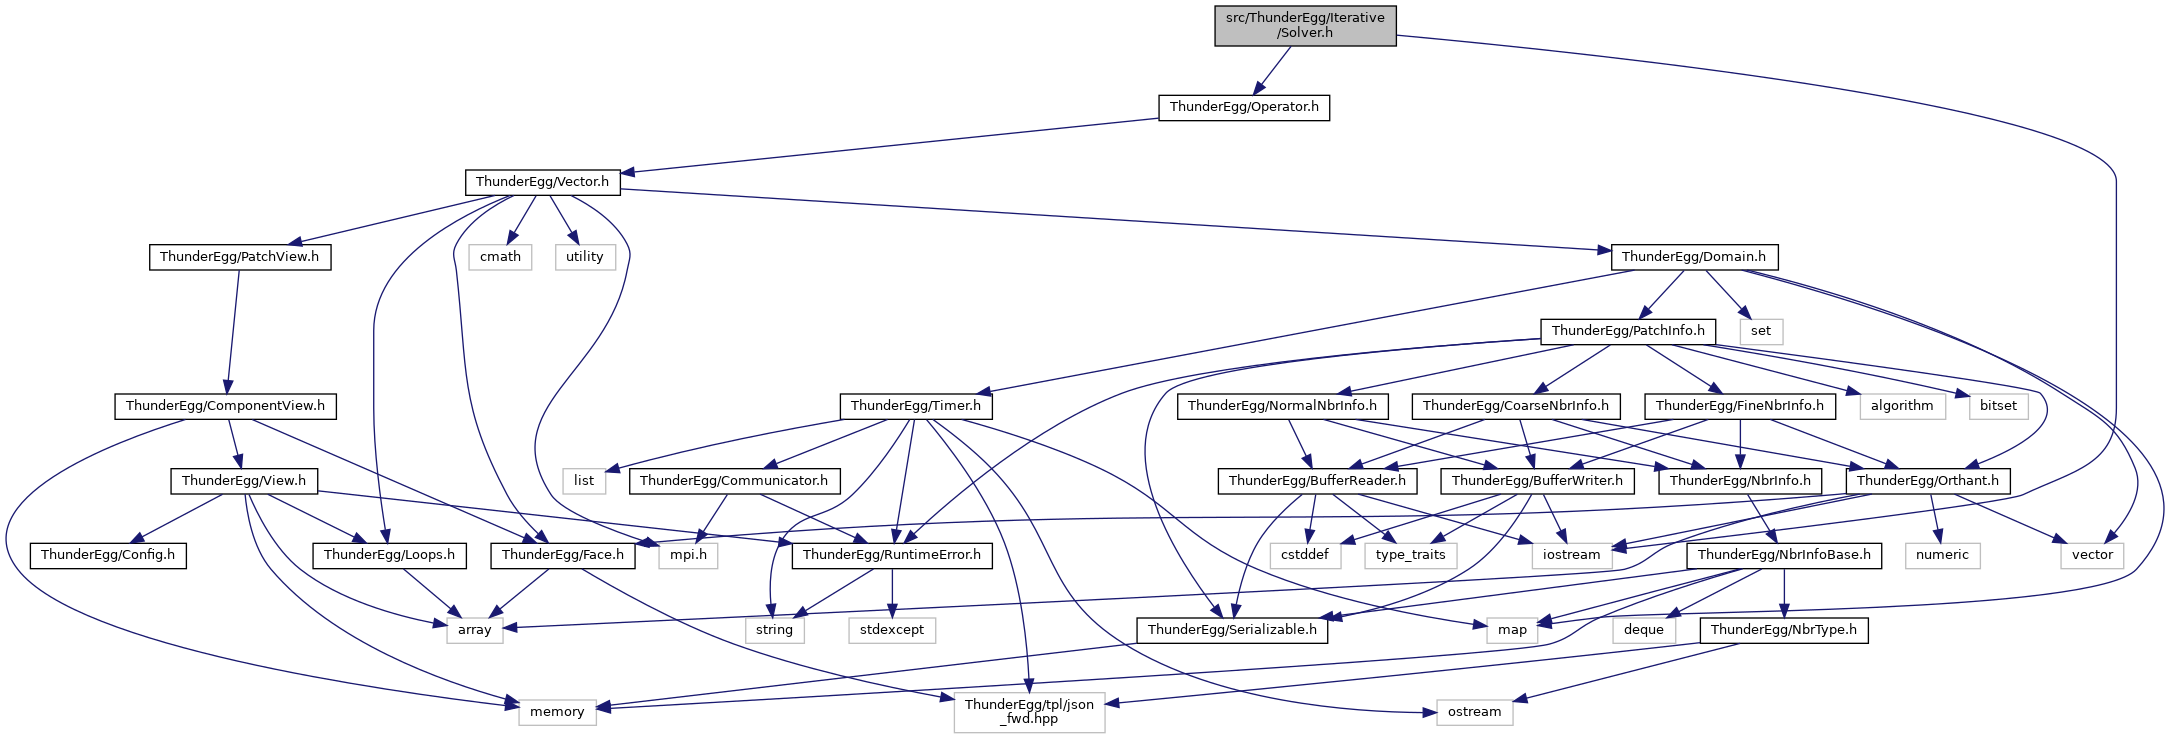 src/ThunderEgg/Iterative
/Solver.h
ThunderEgg/Operator.h
ThunderEgg/Vector.h
ThunderEgg/PatchView.h
cmath
utility
ThunderEgg/Domain.h
ThunderEgg/PatchInfo.h
set
ThunderEgg/ComponentView.h
ThunderEgg/Timer.h
ThunderEgg/NormalNbrInfo.h
ThunderEgg/CoarseNbrInfo.h
ThunderEgg/FineNbrInfo.h
algorithm
bitset
ThunderEgg/View.h
list
ThunderEgg/Communicator.h
ThunderEgg/BufferReader.h
ThunderEgg/BufferWriter.h
ThunderEgg/NbrInfo.h
ThunderEgg/Orthant.h
ThunderEgg/Config.h
ThunderEgg/Loops.h
ThunderEgg/Face.h
mpi.h
ThunderEgg/RuntimeError.h
cstddef
type_traits
iostream
ThunderEgg/NbrInfoBase.h
numeric
vector
array
string
stdexcept
ThunderEgg/Serializable.h
map
deque
ThunderEgg/NbrType.h
memory
ThunderEgg/tpl/json
_fwd.hpp
ostream